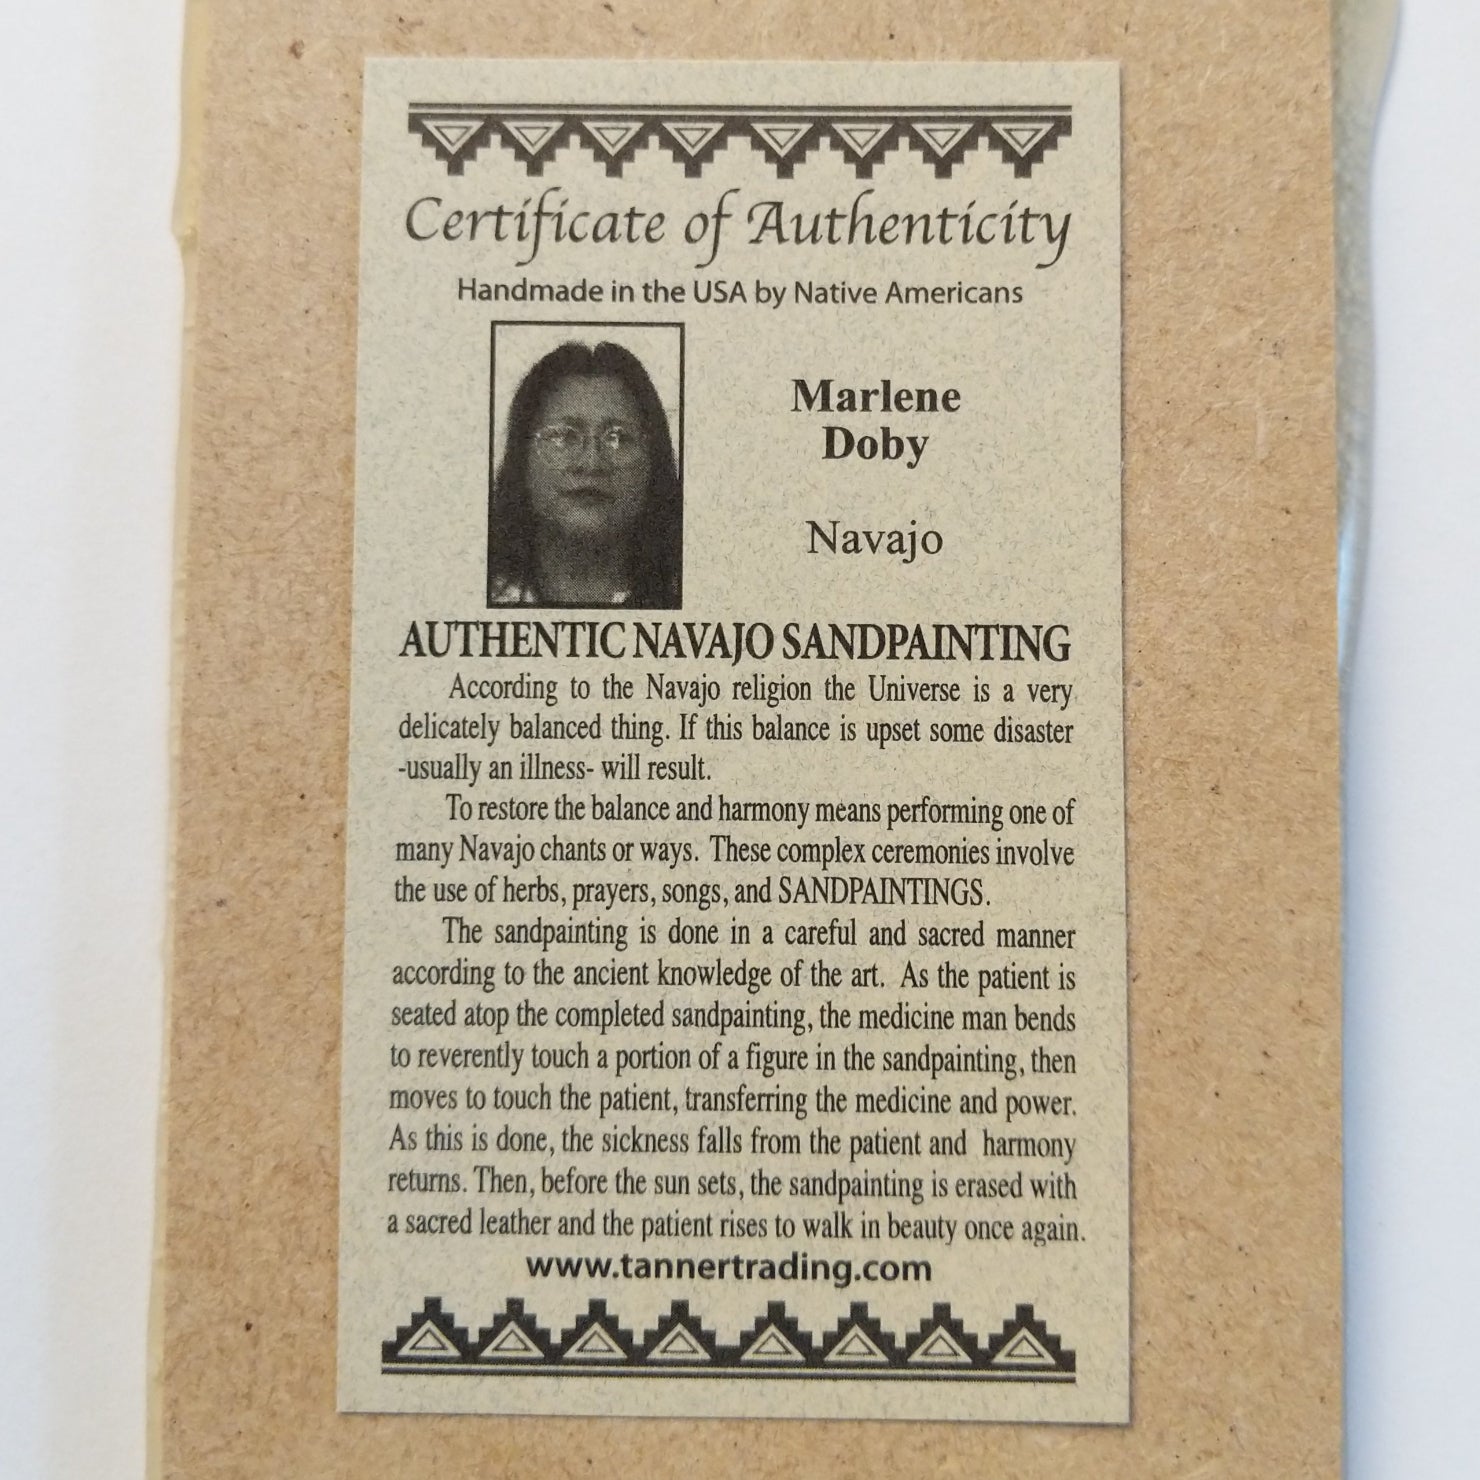 Certificate of Authenticity
Handmade in the USA by Native Americans
Marlene
Doby
Navajo
AUTHENTIC NAVAJO SANDPAINTING
According to the Navajo religion the Universe is a very
delicately balanced thing. If this balance is upset some disaster
-usually an illness- will result.
To restore the balance and harmony means performing one of
many Navajo chants or ways. These complex ceremonies involve
the use of herbs, prayers, songs, and SANDPAINTINGS.
The sandpainting is done in a careful and sacred manner
according to the ancient knowledge of the art. As the patient is
seated atop the completed sandpainting, the medicine man bends
to reverently touch a portion of a figure in the sandpainting, then
moves to touch the patient, transferring the medicine and power.
As this is done, the sickness falls from the patient and harmony
returns. Then, before the sun sets, the sandpainting is erased with
a sacred leather and the patient rises to walk in beauty once again.
www.tannertrading.com